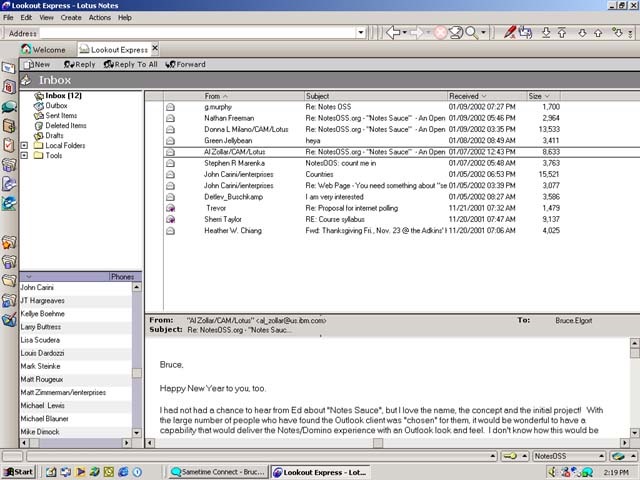 Lookout Express - Lotus Notes
File Edit View Create Actions Help
Address
Welcome Lookout Express
New Reply Reply To All Forward
Inbox
Inbox (12)
Outbox
Sent Items
Deleted Items
Drafts
Local Folders
Tools
From Subject Received Size
g.murphy Re: Notes OSS 01/09/2002 07:27 PM 1,700
Nathan Freeman Re: NotesOSS.org - "Notes Sauce" - An Open 01/09/2002 05:46 PM 2,964
Donna L Milano/CAM/Lotus Re: NotesOSS.org - "Notes Sauce" - An Open 01/09/2002 03:35 PM 13,533
Green Jellybean heya 01/08/2002 08:49 AM 3,411
Al Zollar/CAM/Lotus Re: NotesOSS.org - "Notes Sauce" - An Open 01/07/2002 12:43 PM 8,633
Stephen R Marenka NotesOOS: count me in 01/07/2002 05:48 AM 3,763
John Carini/ienterprises Countries 01/05/2002 06:53 PM 15,521
John Carini/ienterprises Re: Web Page - You need something about "se 05/02/2002 03:39 PM 3,077
Detlev_Buschkamp I am very interested 01/05/2002 08:27 AM 3,586
Trevor Re: Proposal for internet polling 11/21/2001 07:32 AM 1,479
Sherri Taylor RE: Course syllabus 11/20/2001 07:47 AM 9,137
Heather W. Chiang Fwd: Thanksgiving Fri., Nov. 23 @ the Adkins' 11/20/2001 07:06 AM 4,025
Phones
John Carini
JT Hargreaves
Kellye Boehme
Larry Buttress
Lisa Scudera
Louis Dardozzi
Mark Steinke
Matt Rougeux
Matt Zimmerman/ienterprises
Michael Lewis
Michael Blauner
Mike Dimock
From: "Al Zollar/CAM/Lotus" <al_zollar@us.ibm.com> To: Bruce.Elgort
Subject: Re: NotesOSS.org - "Notes Sauc...
Bruce,
Happy New Year to you, too.
I had not had a chance to hear from Ed about "Notes Sauce", but I love the name, the concept and the initial project! With
the large number of people who have found the Outlook client was "chosen" for them, it would be wonderful to have a
capability that would deliver the Notes/Domino experience with an Outlook look and feel. I don't know how this would be
NotesOSS
Start Sametime Connect - Bruc... Lookout Express - Lot... 2:19 PM